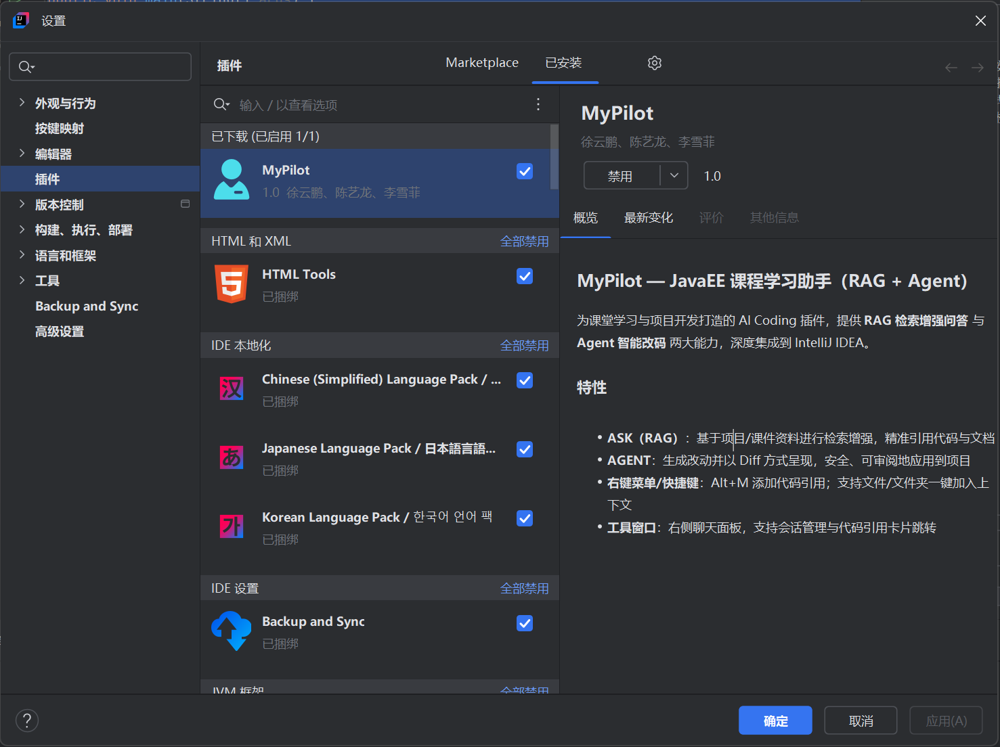 设置
外观与行为
按键映射
编辑器
插件
版本控制
构建、执行、部署
语言和框架
工具
Backup and Sync
高级设置
插件
Marketplace
已安装
输入 / 以查看选项
已下载 (已启用 1/1)
MyPilot
1.0 徐云鹏、陈艺龙、李雪菲
HTML 和 XML
全部禁用
HTML Tools
已捆绑
IDE 本地化
全部禁用
汉
Chinese (Simplified) Language Pack / ...
已捆绑
あ
Japanese Language Pack / 日本語言語...
已捆绑
가
Korean Language Pack / 한국어 언어 팩
已捆绑
IDE 设置
全部禁用
Backup and Sync
已捆绑
JVM 框架
全部禁用
MyPilot
徐云鹏、陈艺龙、李雪菲
禁用
1.0
概览
最新变化
评价
其他信息
MyPilot — JavaEE 课程学习助手（RAG + Agent）
为课堂学习与项目开发打造的 AI Coding 插件，提供 RAG 检索增强问答 与
Agent 智能改码 两大能力，深度集成到 IntelliJ IDEA。
特性
• ASK（RAG）：基于项目/课件资料进行检索增强，精准引用代码与文档
• AGENT：生成改动并以 Diff 方式呈现，安全、可审阅地应用到项目
• 右键菜单/快捷键：Alt+M 添加代码引用；支持文件/文件夹一键加入上
下文
• 工具窗口：右侧聊天面板，支持会话管理与代码引用卡片跳转
?
确定
取消
应用(A)